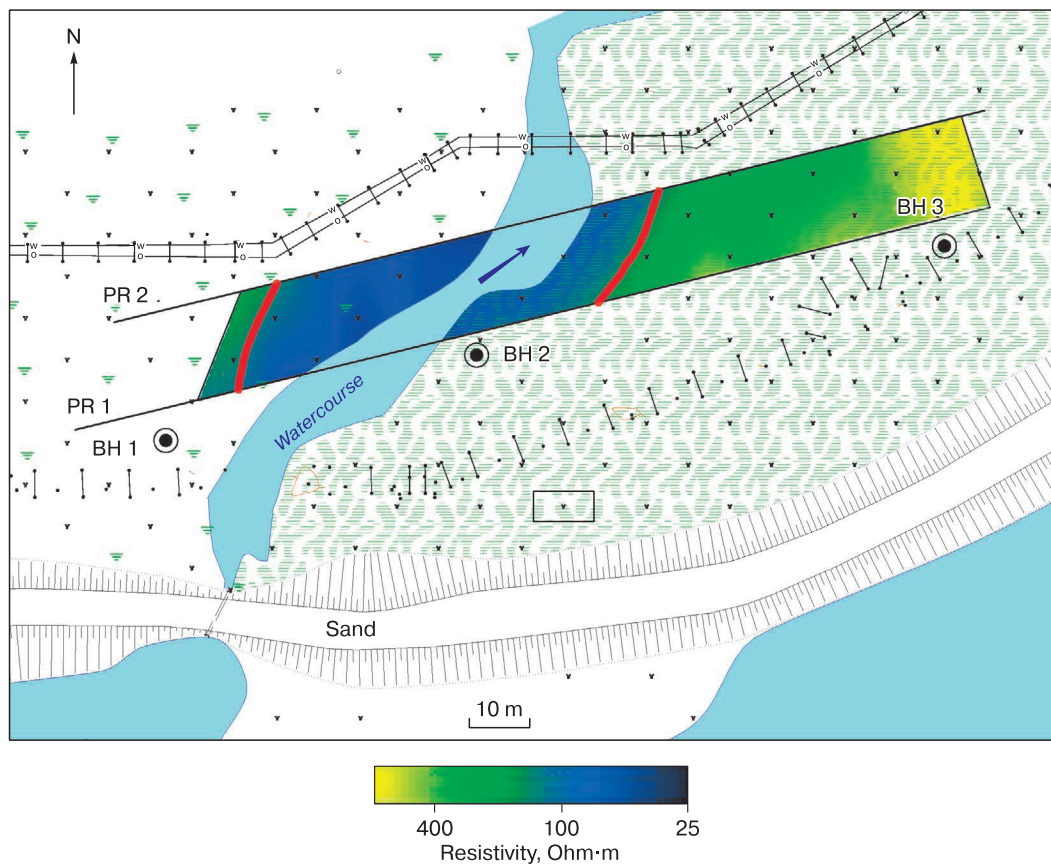 N
W
O
W
O
W
O
W
O
W
O
W
O
W
O
W
O
W
O
W
O
BH 3
PR 2
BH 2
Watercourse
PR 1
BH 1
Sand
10 m
400 100 25
Resistivity, Ohm·m